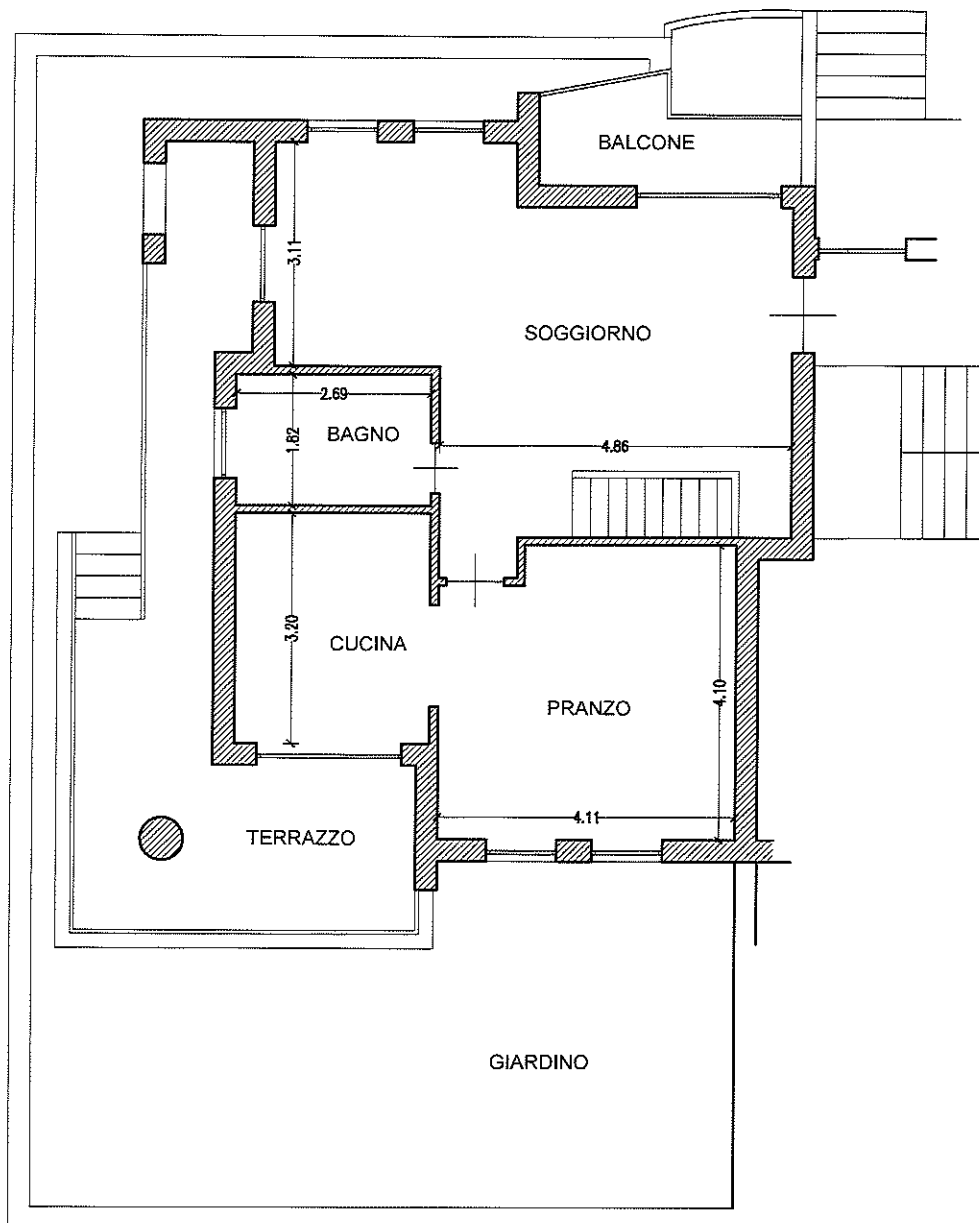 BALCONE
3.11
SOGGIORNO
2.69
1.82
BAGNO
4.86
3.20
CUCINA
4.10
PRANZO
4.11
TERRAZZO
GIARDINO